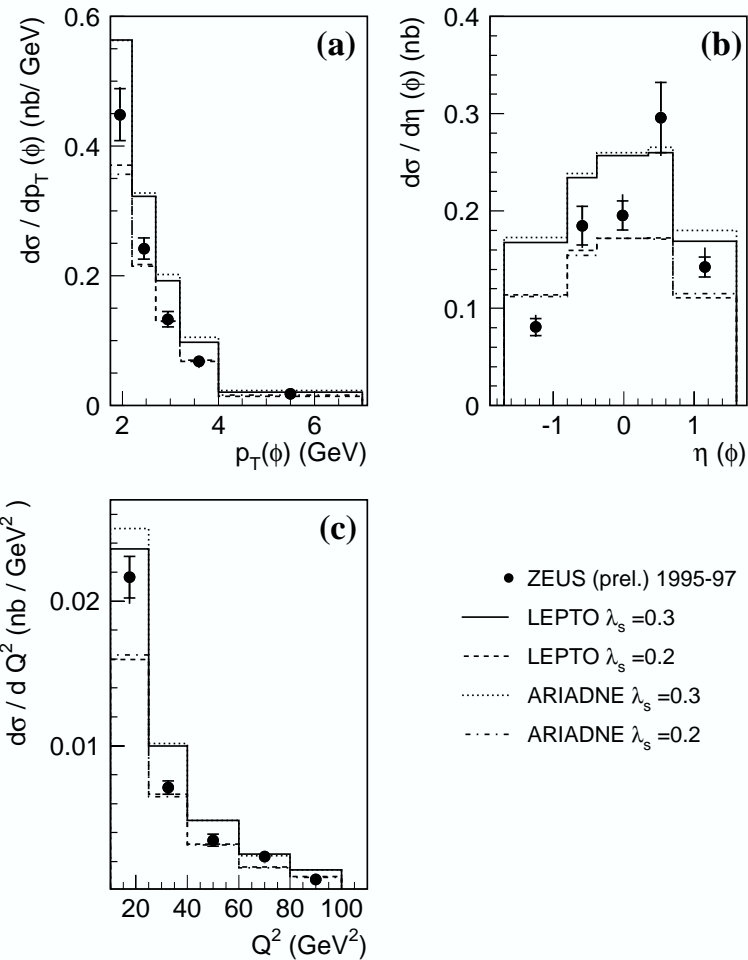 (a)
dσ / dp_T (ϕ) (nb/ GeV)
0.6
0.4
0.2
0
2 4 6
p_T(ϕ) (GeV)
(b)
dσ / dη (ϕ) (nb)
0.4
0.3
0.2
0.1
0
-1 0 1
η (ϕ)
(c)
dσ / d Q² (nb / GeV²)
0.02
0.01
20 40 60 80 100
Q² (GeV²)
ZEUS (prel.) 1995-97
LEPTO λ_s =0.3
LEPTO λ_s =0.2
ARIADNE λ_s =0.3
ARIADNE λ_s =0.2